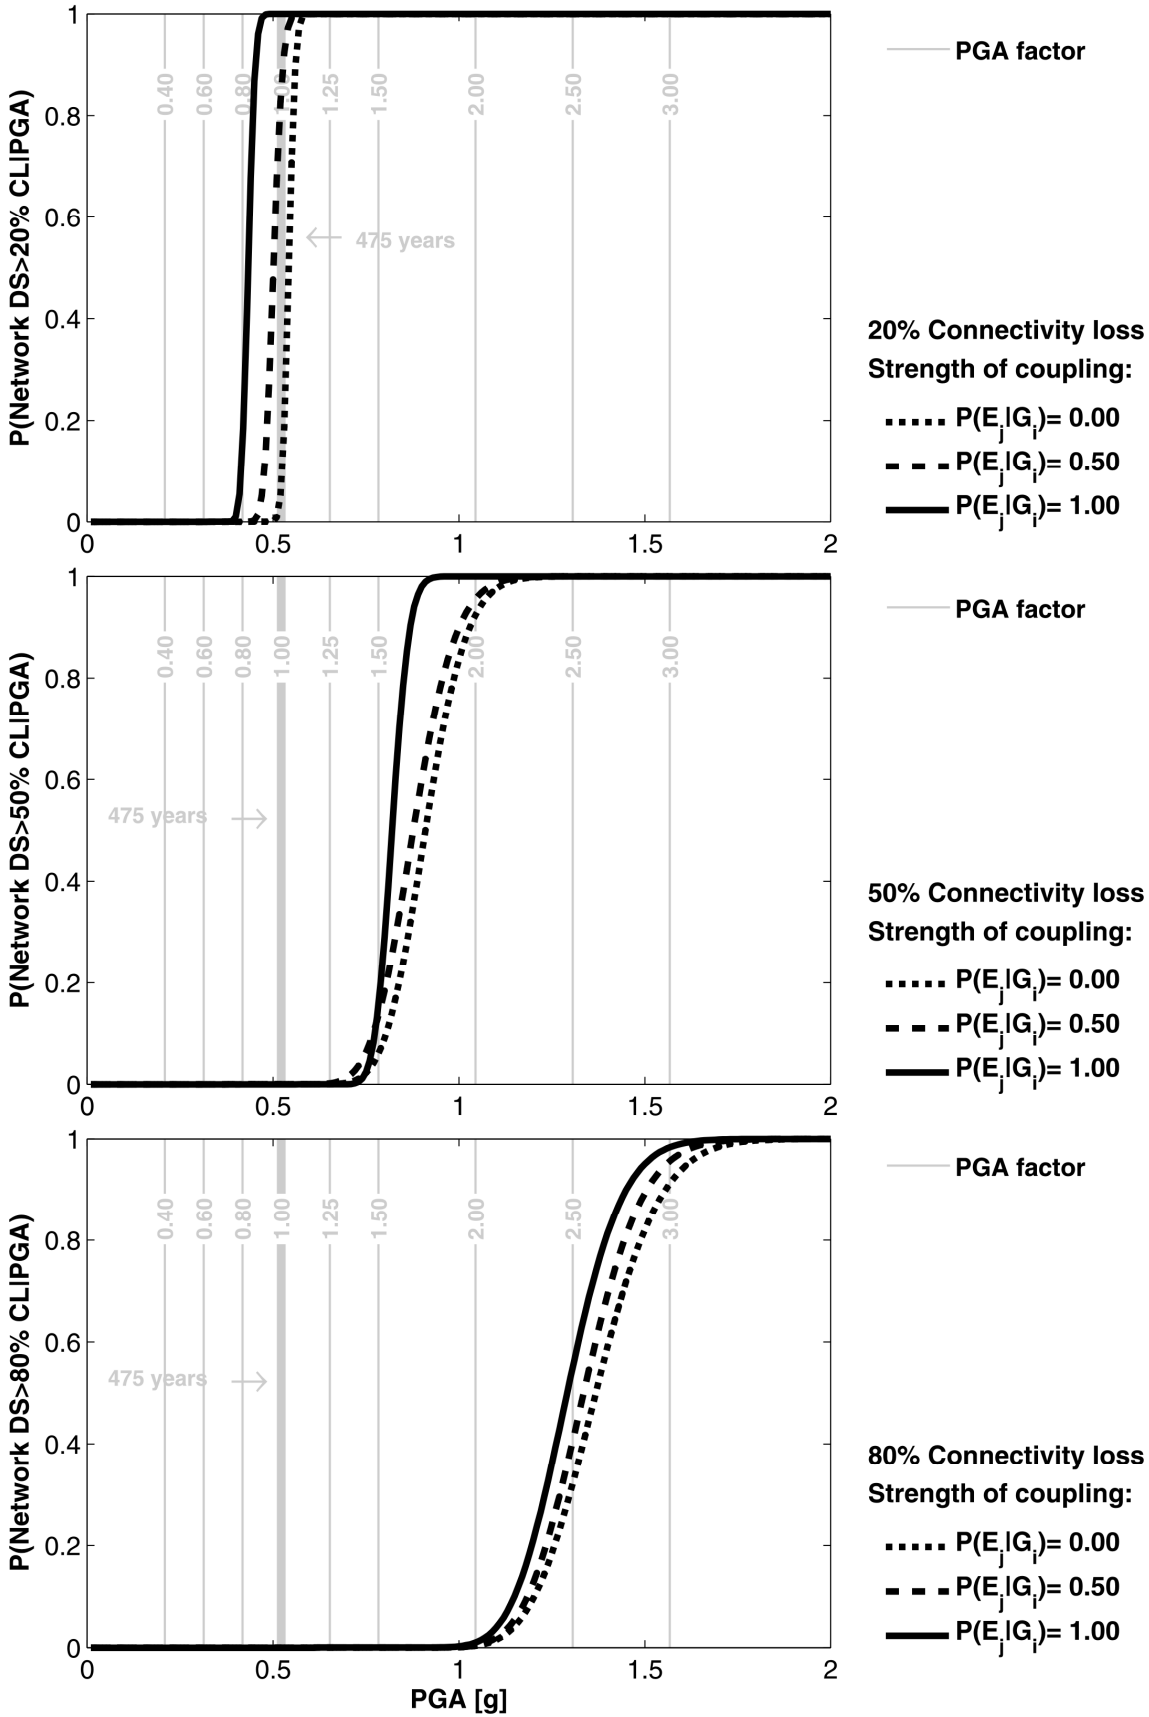 P(Network DS>20% CL|PGA)
1
0.8
0.6
0.4
0.2
0
0.40
0.60
0.80
1.00
1.25
1.50
2.00
2.50
3.00
475 years
0 0.5 1 1.5 2
PGA factor
20% Connectivity loss
Strength of coupling:
P(Ej|Gi)= 0.00
P(Ej|Gi)= 0.50
P(Ej|Gi)= 1.00
P(Network DS>50% CL|PGA)
1
0.8
0.6
0.4
0.2
0
0.40
0.60
0.80
1.00
1.25
1.50
2.00
2.50
3.00
475 years
0 0.5 1 1.5 2
PGA factor
50% Connectivity loss
Strength of coupling:
P(Ej|Gi)= 0.00
P(Ej|Gi)= 0.50
P(Ej|Gi)= 1.00
P(Network DS>80% CL|PGA)
1
0.8
0.6
0.4
0.2
0
0.40
0.60
0.80
1.00
1.25
1.50
2.00
2.50
3.00
475 years
0 0.5 1 1.5 2
PGA [g]
PGA factor
80% Connectivity loss
Strength of coupling:
P(Ej|Gi)= 0.00
P(Ej|Gi)= 0.50
P(Ej|Gi)= 1.00